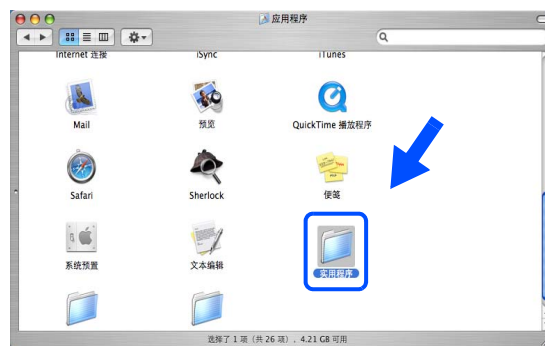 应用程序
Internet 连接
iSync
iTunes
Mail
预览
QuickTime 播放程序
Safari
Sherlock
便笺
系统预置
文本编辑
实用程序
选择了 1 项（共 26 项），4.21 GB 可用